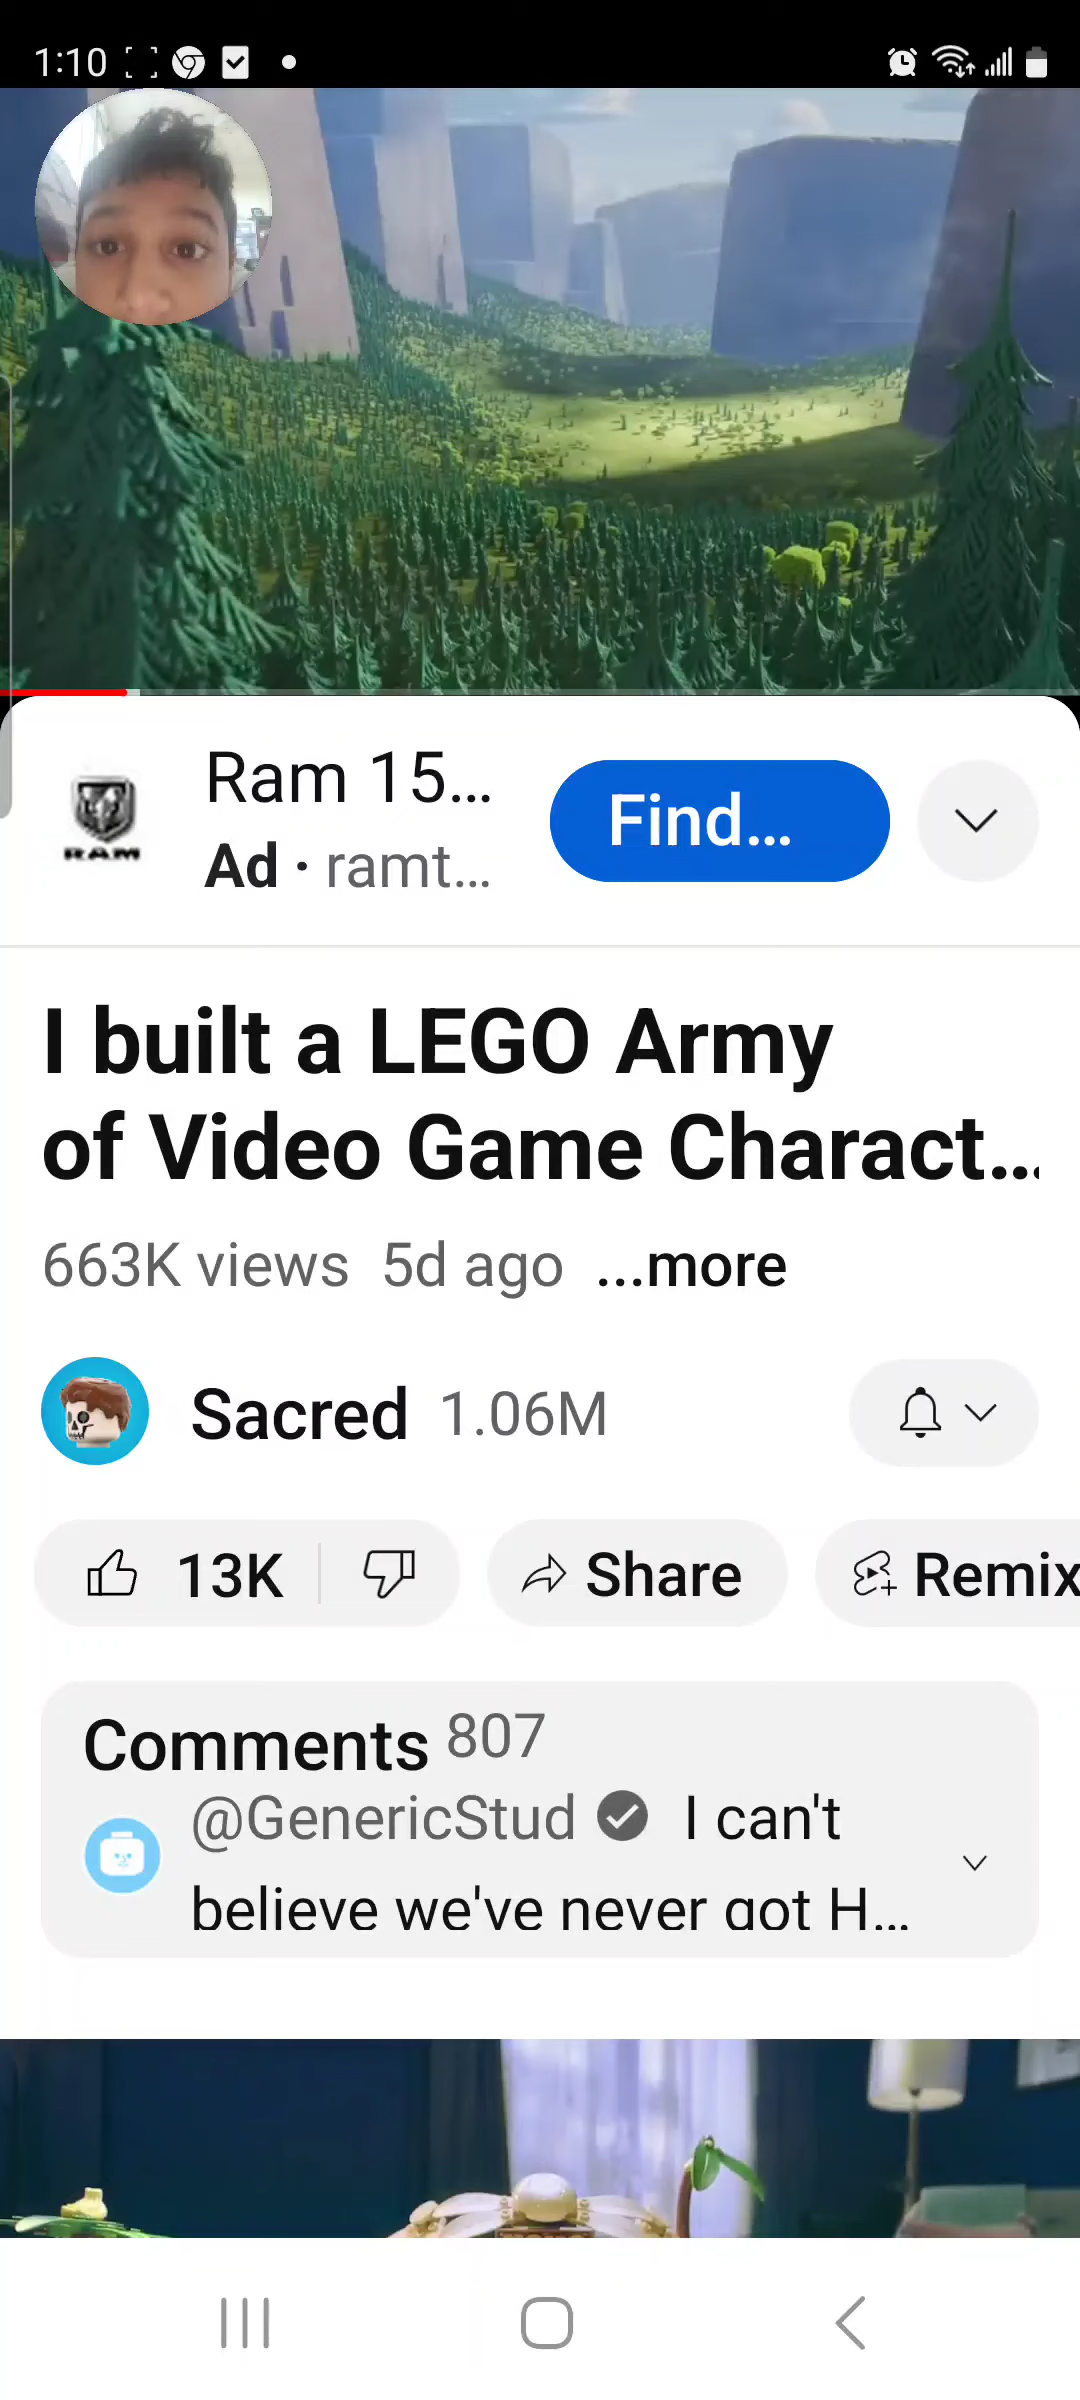 1:10
Ram 15...
Find...
Ad · ramt...
RAM
I built a LEGO Army
of Video Game Charact...
663K views 5d ago ...more
Sacred 1.06M
13K Share Remix
Comments 807
@GenericStud I can't
believe we've never got H...